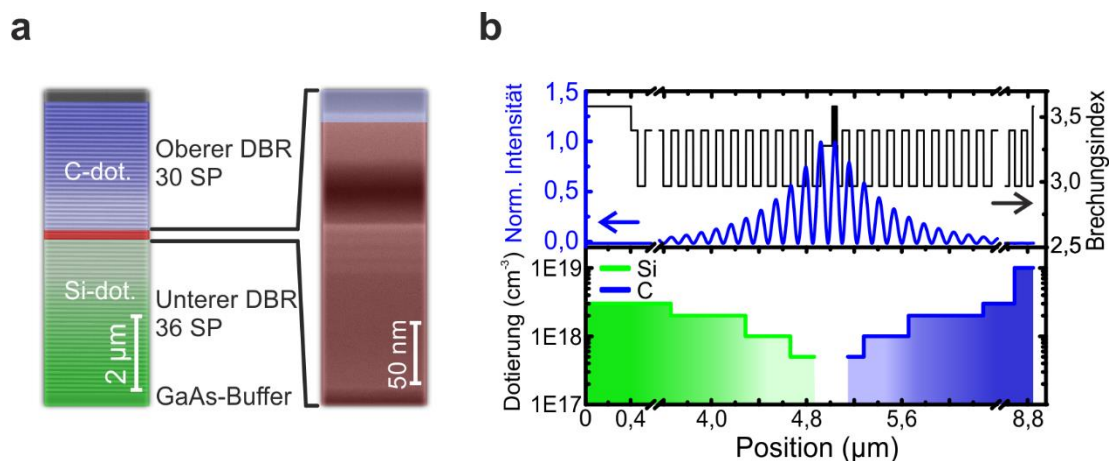 a
C-dot.
Oberer DBR
30 SP
Si-dot.
Unterer DBR
36 SP
2 µm
GaAs-Buffer
50 nm
b
Norm. Intensität
1,5
1,0
0,5
0,0
3,5
3,0
2,5
Brechungsindex
Si
C
Dotierung (cm⁻³)
1E19
1E18
1E17
0 0,4 4,0 4,8 5,6 8,8
Position (µm)